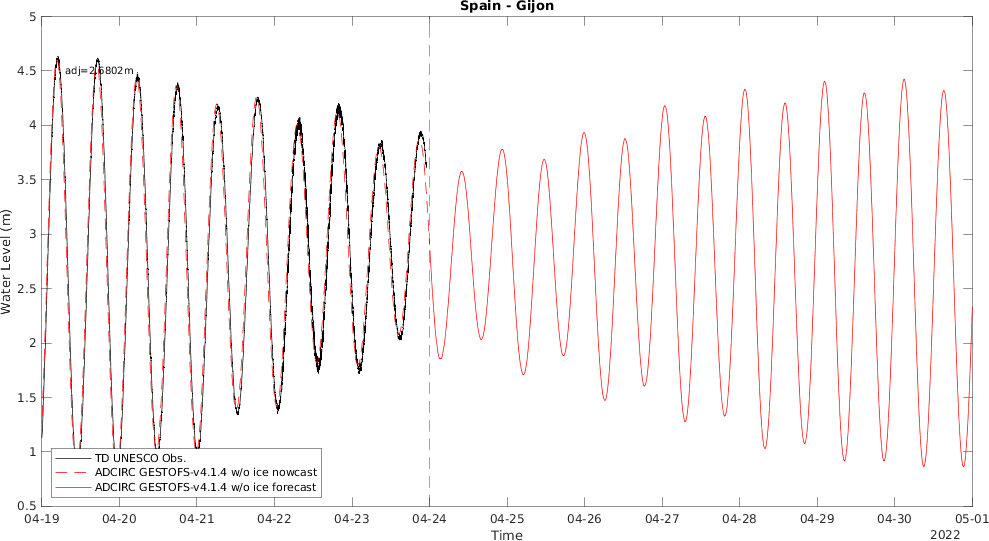 Spain - Gijon
5
4.5
4
3.5
3
2.5
2
1.5
1
0.5
Water Level (m)
adj=2.6802m
TD UNESCO Obs.
ADCIRC GESTOFS-v4.1.4 w/o ice nowcast
ADCIRC GESTOFS-v4.1.4 w/o ice forecast
04-19 04-20 04-21 04-22 04-23 04-24 04-25 04-26 04-27 04-28 04-29 04-30 05-01
Time
2022